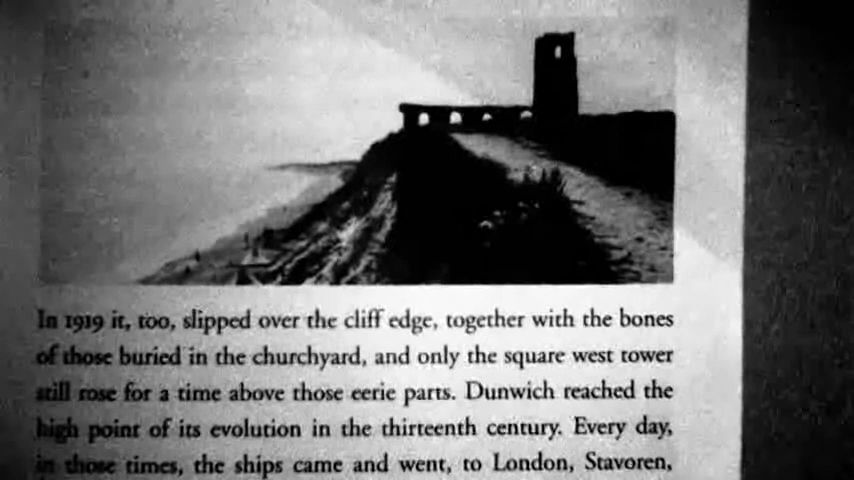 In 1919 it, too, slipped over the cliff edge, together with the bones
of those buried in the churchyard, and only the square west tower
still rose for a time above those eerie parts. Dunwich reached the
high point of its evolution in the thirteenth century. Every day,
in those times, the ships came and went, to London, Stavoren,